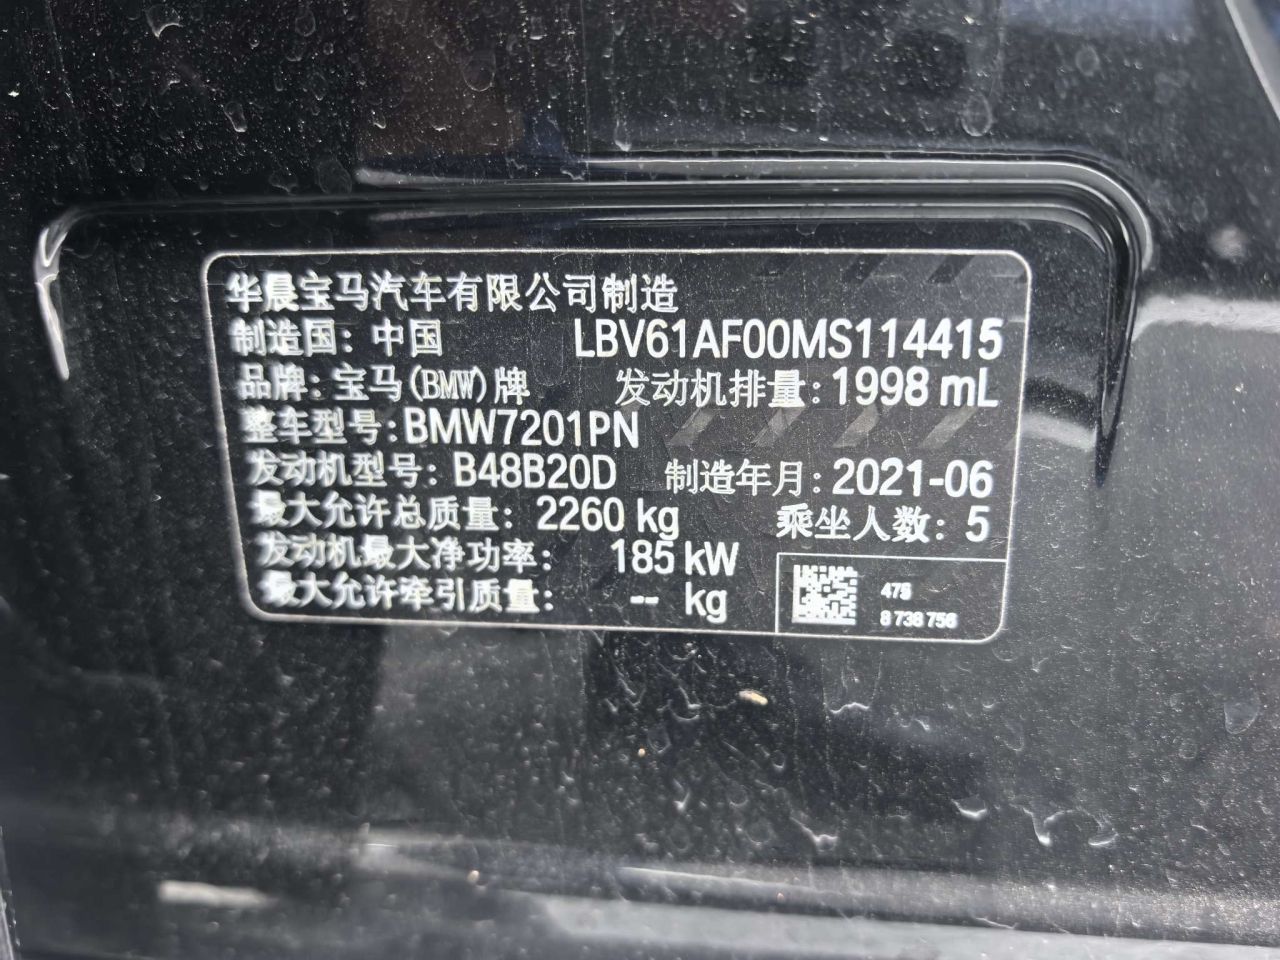 华晨宝马汽车有限公司制造
制造国：中国 LBV61AF00MS114415
品牌：宝马(BMW)牌 发动机排量：1998 mL
整车型号：BMW7201PN
发动机型号：B48B20D 制造年月：2021-06
最大允许总质量：2260 kg 乘坐人数：5
发动机最大净功率： 185 kW
最大允许牵引质量： -- kg
8 738 756